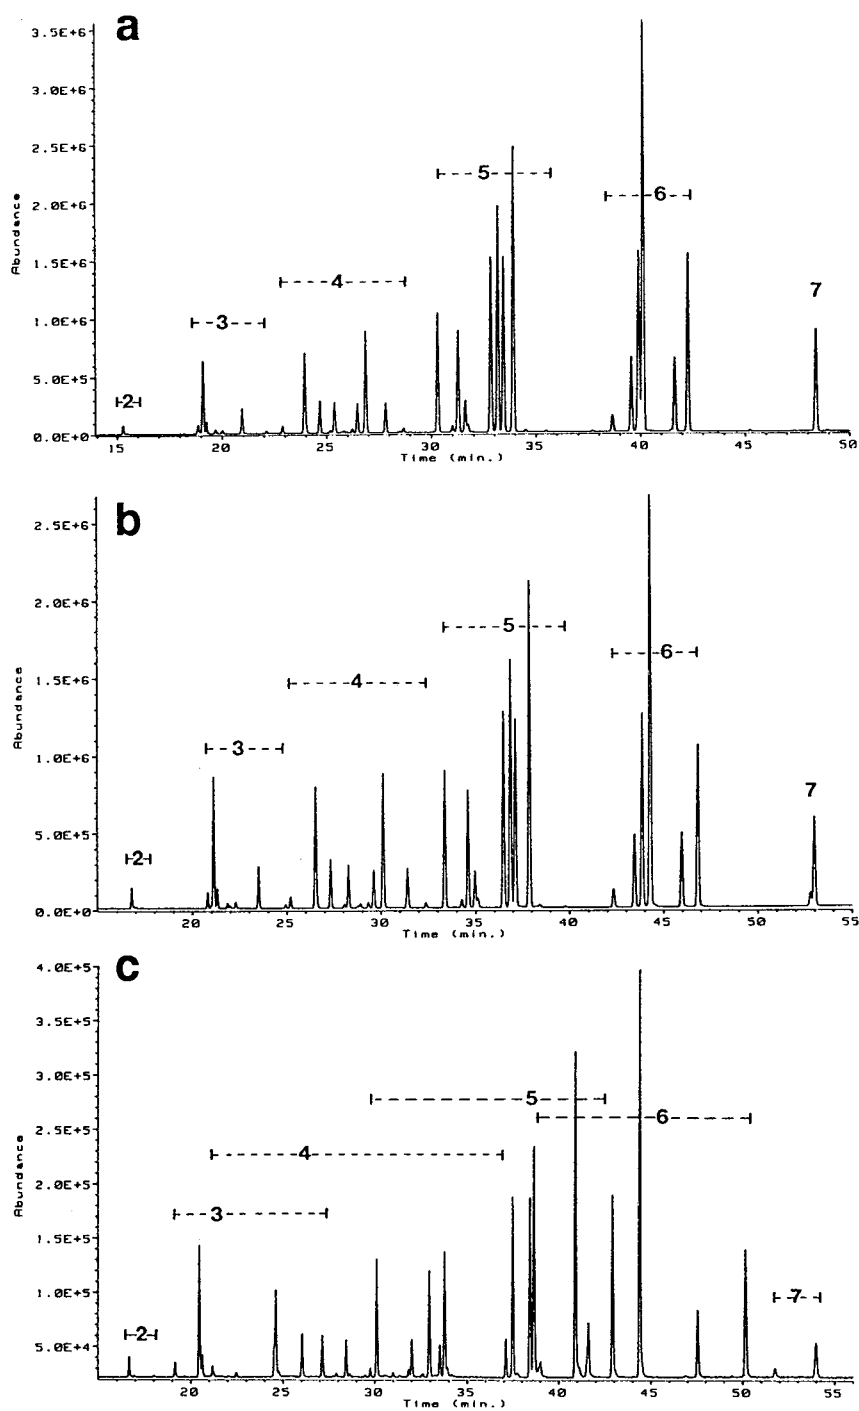 a
3.5E+6
3.0E+6
2.5E+6
5
2.0E+6
6
Abundance
1.5E+6
4
7
1.0E+6
3
5.0E+5
2
0.0E+0
15 20 25 30 35 40 45 50
Time (min.)
b
2.5E+6
2.0E+6
5
6
1.5E+6
4
Abundance
3
1.0E+6
7
5.0E+5
2
0.0E+0
20 25 30 35 40 45 50 55
Time (min.)
c
4.0E+5
3.5E+5
3.0E+5
5
6
2.5E+5
4
Abundance
2.0E+5
3
1.5E+5
7
1.0E+5
2
5.0E+4
20 25 30 35 40 45 50 55
Time (min.)